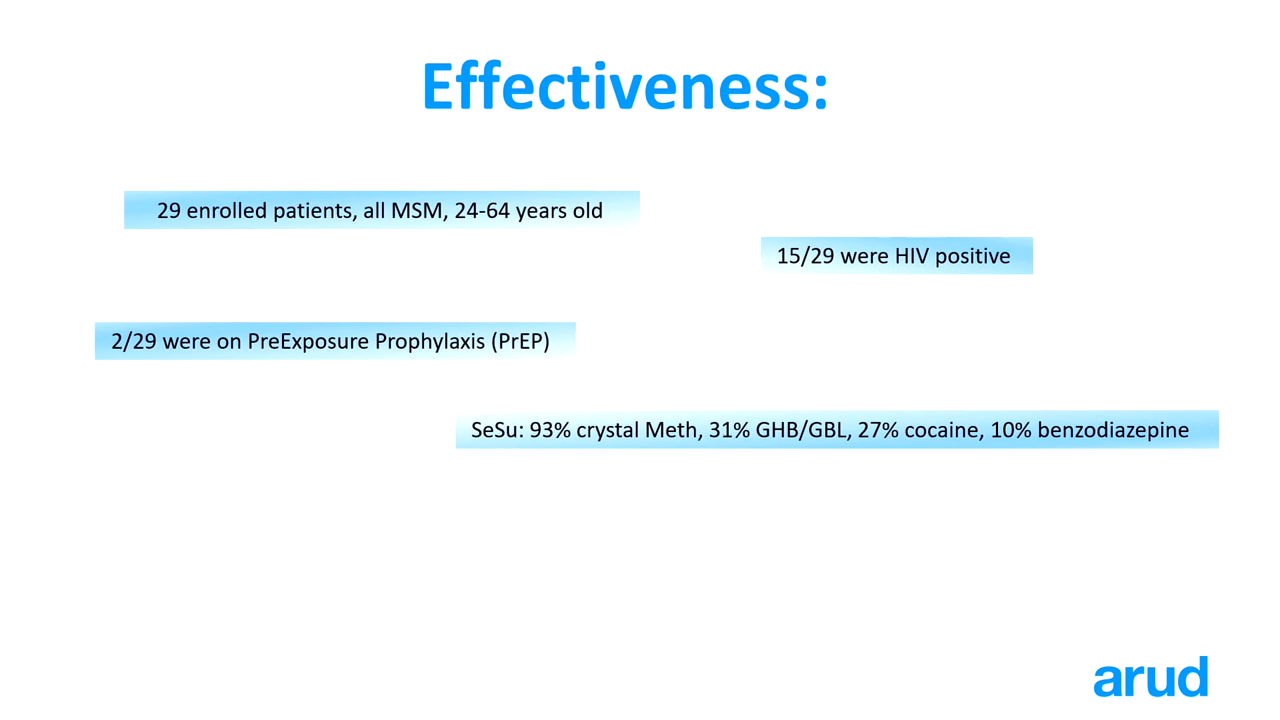 Effectiveness:
29 enrolled patients, all MSM, 24-64 years old
15/29 were HIV positive
2/29 were on PreExposure Prophylaxis (PrEP)
SeSu: 93% crystal Meth, 31% GHB/GBL, 27% cocaine, 10% benzodiazepine
arud